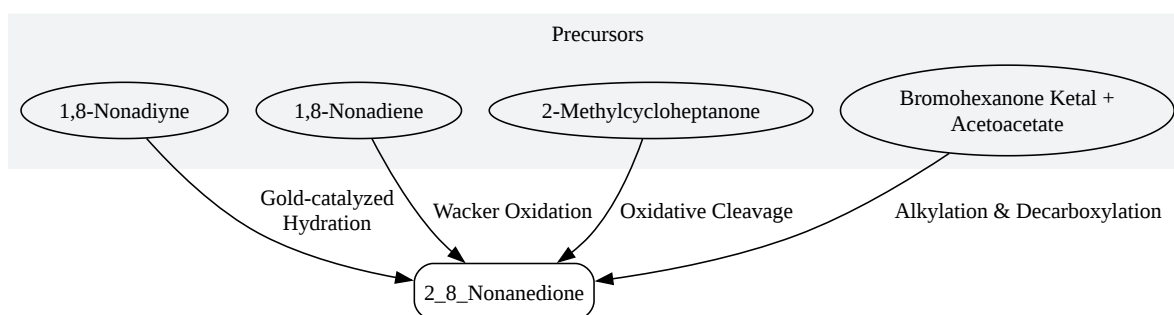 Precursors
1,8-Nonadiyne
1,8-Nonadiene
2-Methylcycloheptanone
Bromohexanone Ketal +
Acetoacetate
Gold-catalyzed
Hydration
Wacker Oxidation
Oxidative Cleavage
Alkylation & Decarboxylation
2_8_Nonanedione